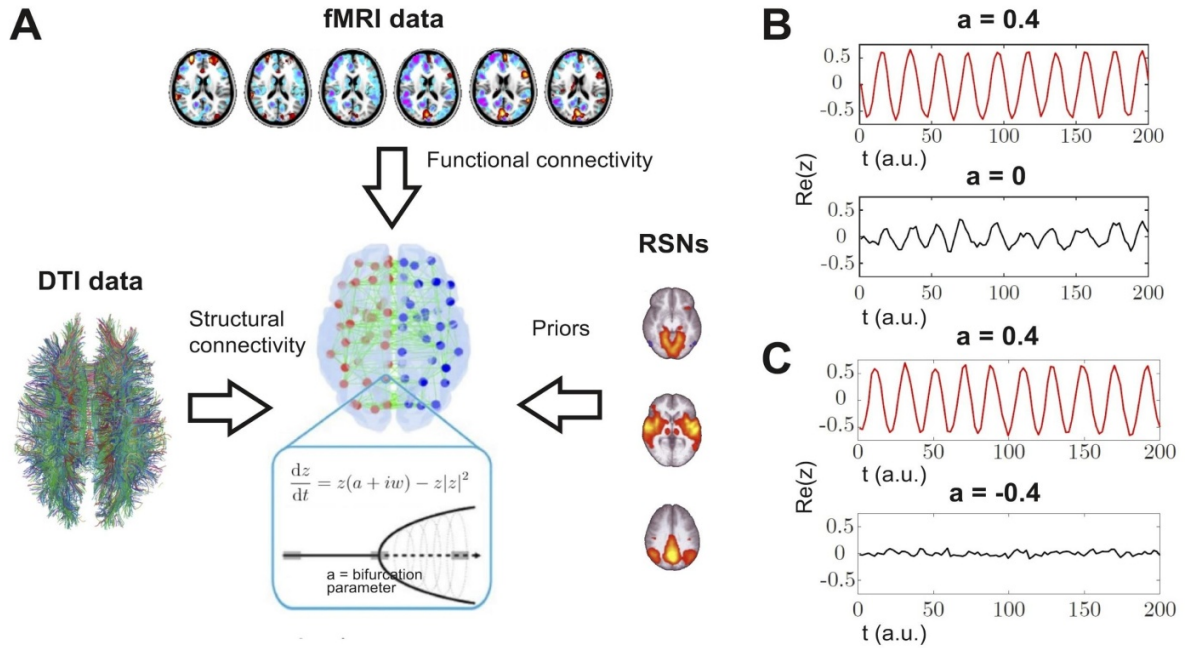 A
fMRI data
Functional connectivity
DTI data
Structural
connectivity
RSNs
Priors
dz/dt = z(a + iw) − z|z|²
a = bifurcation
parameter
B
a = 0.4
0.5
0
-0.5
0 50 100 150 200
t (a.u.)
Re(z)
a = 0
0.5
0
-0.5
0 50 100 150 200
t (a.u.)
C
a = 0.4
0.5
0
-0.5
0 50 100 150 200
t (a.u.)
Re(z)
a = -0.4
0.5
0
-0.5
0 50 100 150 200
t (a.u.)